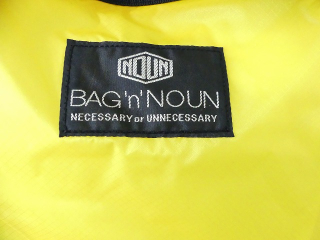 NOUN
BAG 'n' NOUN
NECESSARY or UNNECESSARY